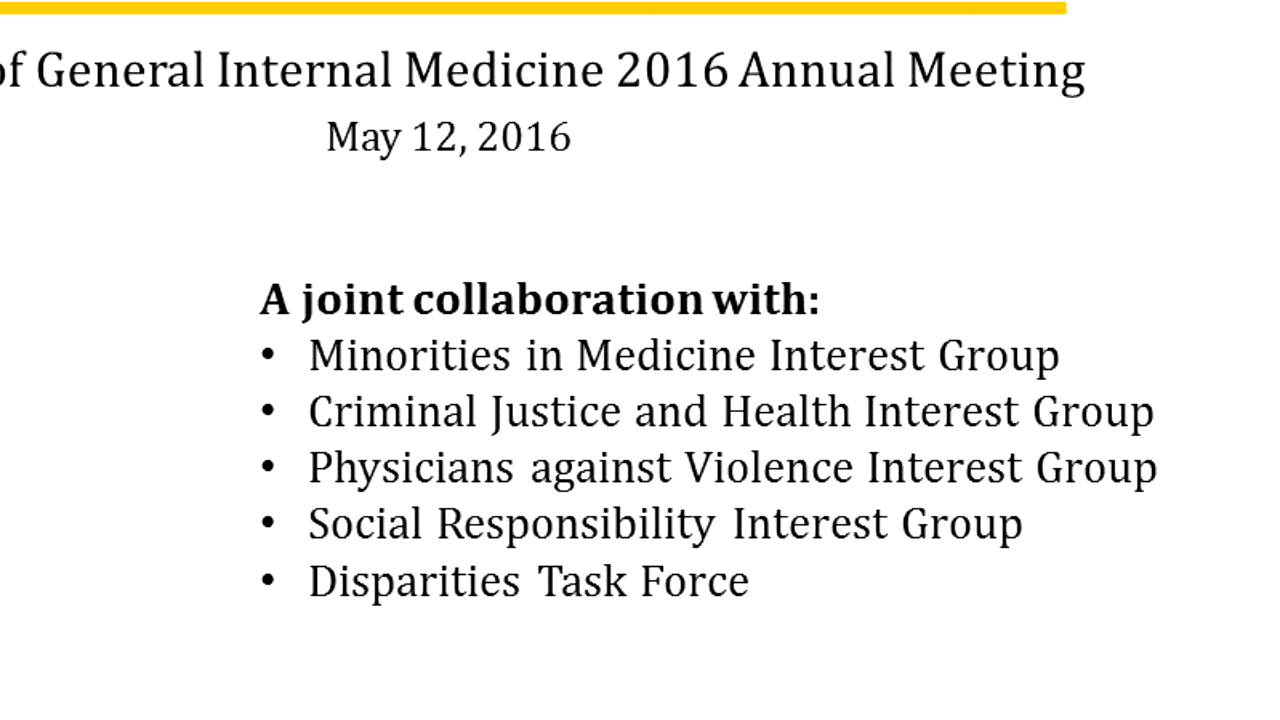 of General Internal Medicine 2016 Annual Meeting
May 12, 2016
A joint collaboration with:
• Minorities in Medicine Interest Group
• Criminal Justice and Health Interest Group
• Physicians against Violence Interest Group
• Social Responsibility Interest Group
• Disparities Task Force